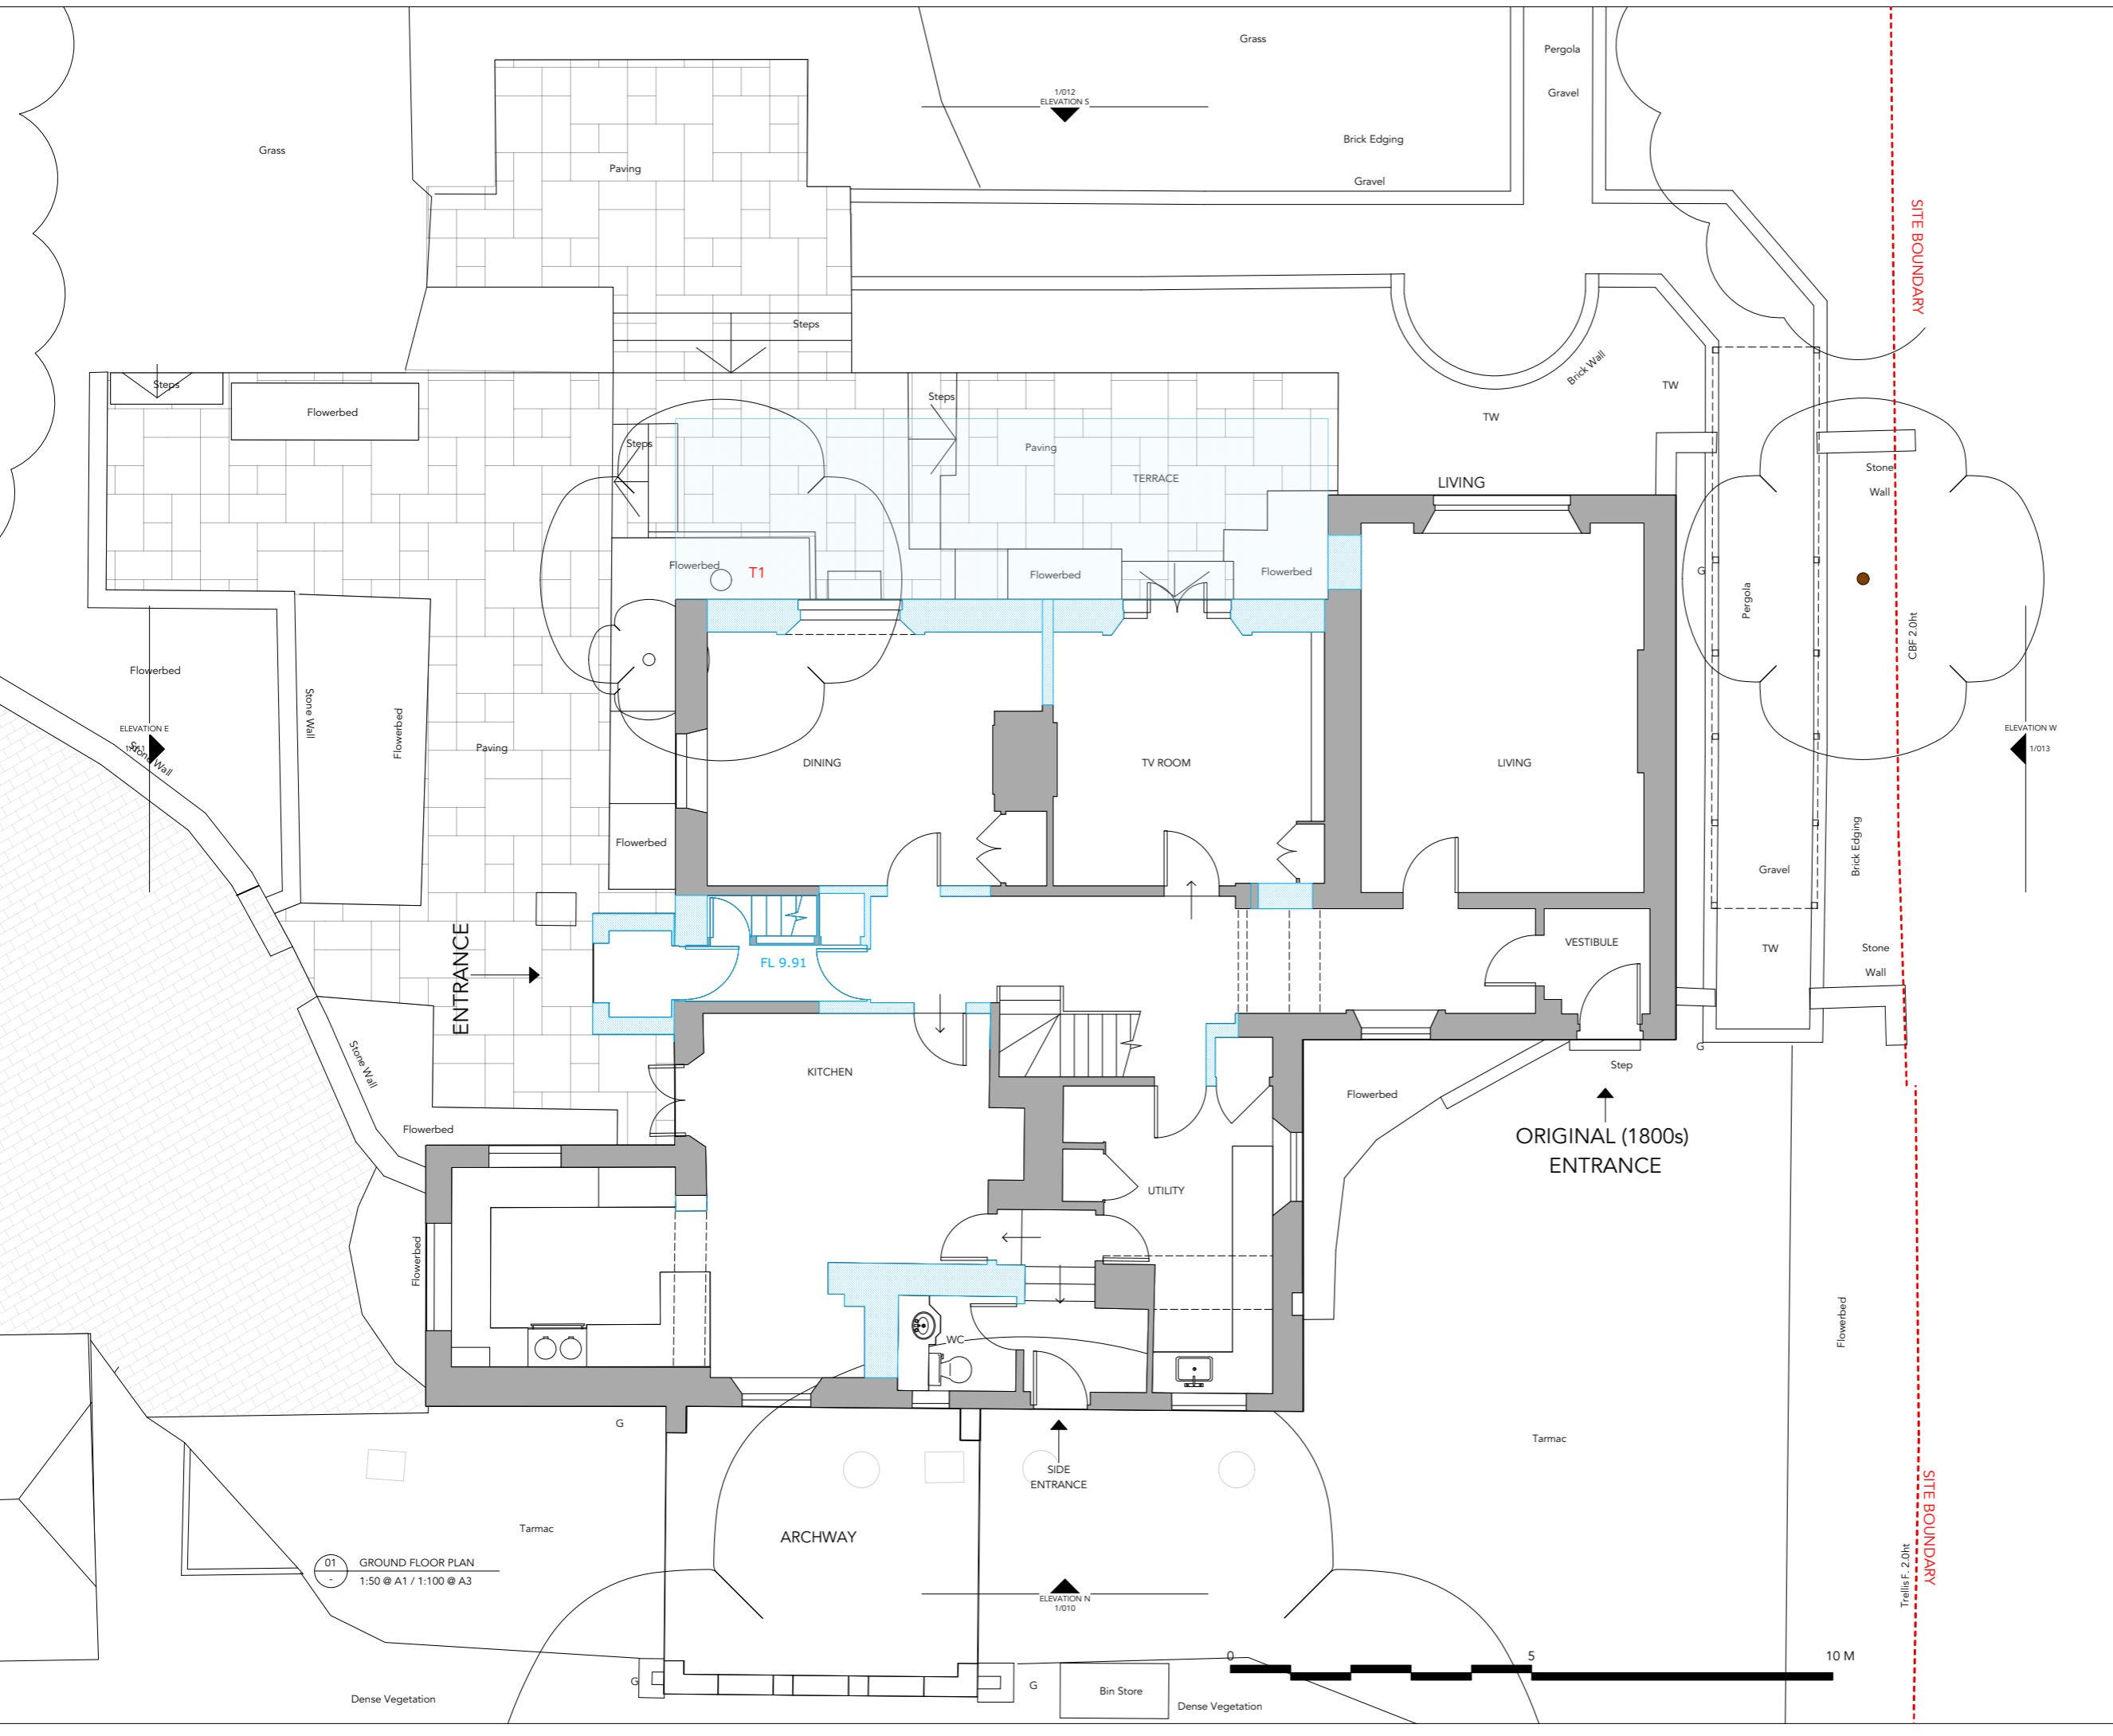 Grass
Pergola
1/012
ELEVATION S
Gravel
Grass
Brick Edging
Paving
Gravel
SITE BOUNDARY
Steps
Brick Wall
Steps
TW
Flowerbed
Steps
TW
Steps
Paving
TERRACE
LIVING
Stone
Wall
Flowerbed
T1
Flowerbed
Flowerbed
G
Pergola
CBF 2.0ht
Flowerbed
Stone Wall
Flowerbed
ELEVATION E
Stone Wall
Paving
DINING
TV ROOM
LIVING
ELEVATION W
1/013
Flowerbed
Brick Edging
Gravel
ENTRANCE
FL 9.91
VESTIBULE
TW
Stone
Wall
G
Stone Wall
KITCHEN
Step
Flowerbed
Flowerbed
ORIGINAL (1800s)
ENTRANCE
UTILITY
Flowerbed
WC
Flowerbed
G
Tarmac
SIDE
ENTRANCE
SITE BOUNDARY
Tarmac
ARCHWAY
01
-
GROUND FLOOR PLAN
1:50 @ A1 / 1:100 @ A3
ELEVATION N
1/010
Trellis F. 2.0ht
0
5
10 M
G
G
Bin Store
Dense Vegetation
Dense Vegetation